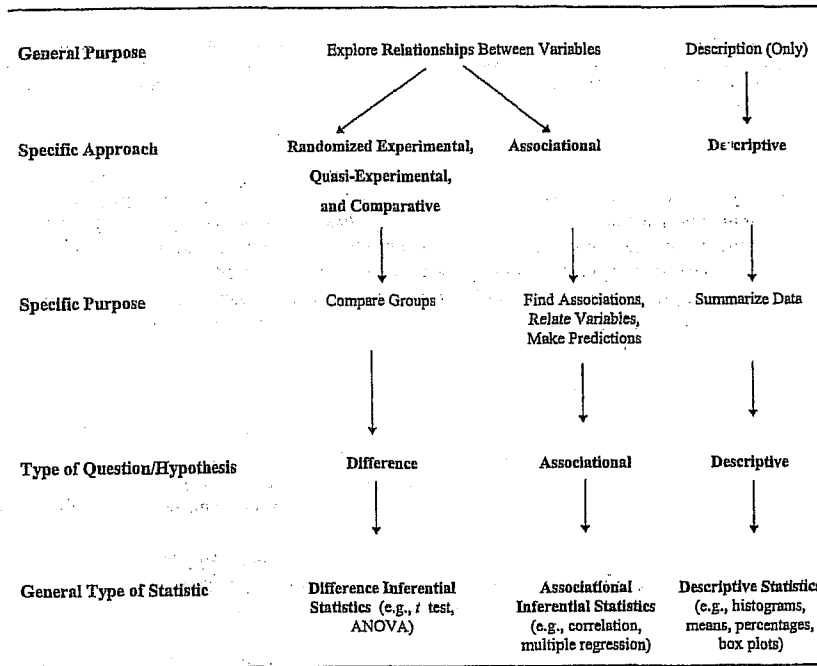 General Purpose
Explore Relationships Between Variables
Description (Only)
Specific Approach
Randomized Experimental,
Quasi-Experimental,
and Comparative
Associational
Descriptive
Specific Purpose
Compare Groups
Find Associations,
Relate Variables,
Make Predictions
Summarize Data
Type of Question/Hypothesis
Difference
Associational
Descriptive
General Type of Statistic
Difference Inferential
Statistics (e.g., t test,
ANOVA)
Associational
Inferential Statistics
(e.g., correlation,
multiple regression)
Descriptive Statistics
(e.g., histograms,
means, percentages,
box plots)